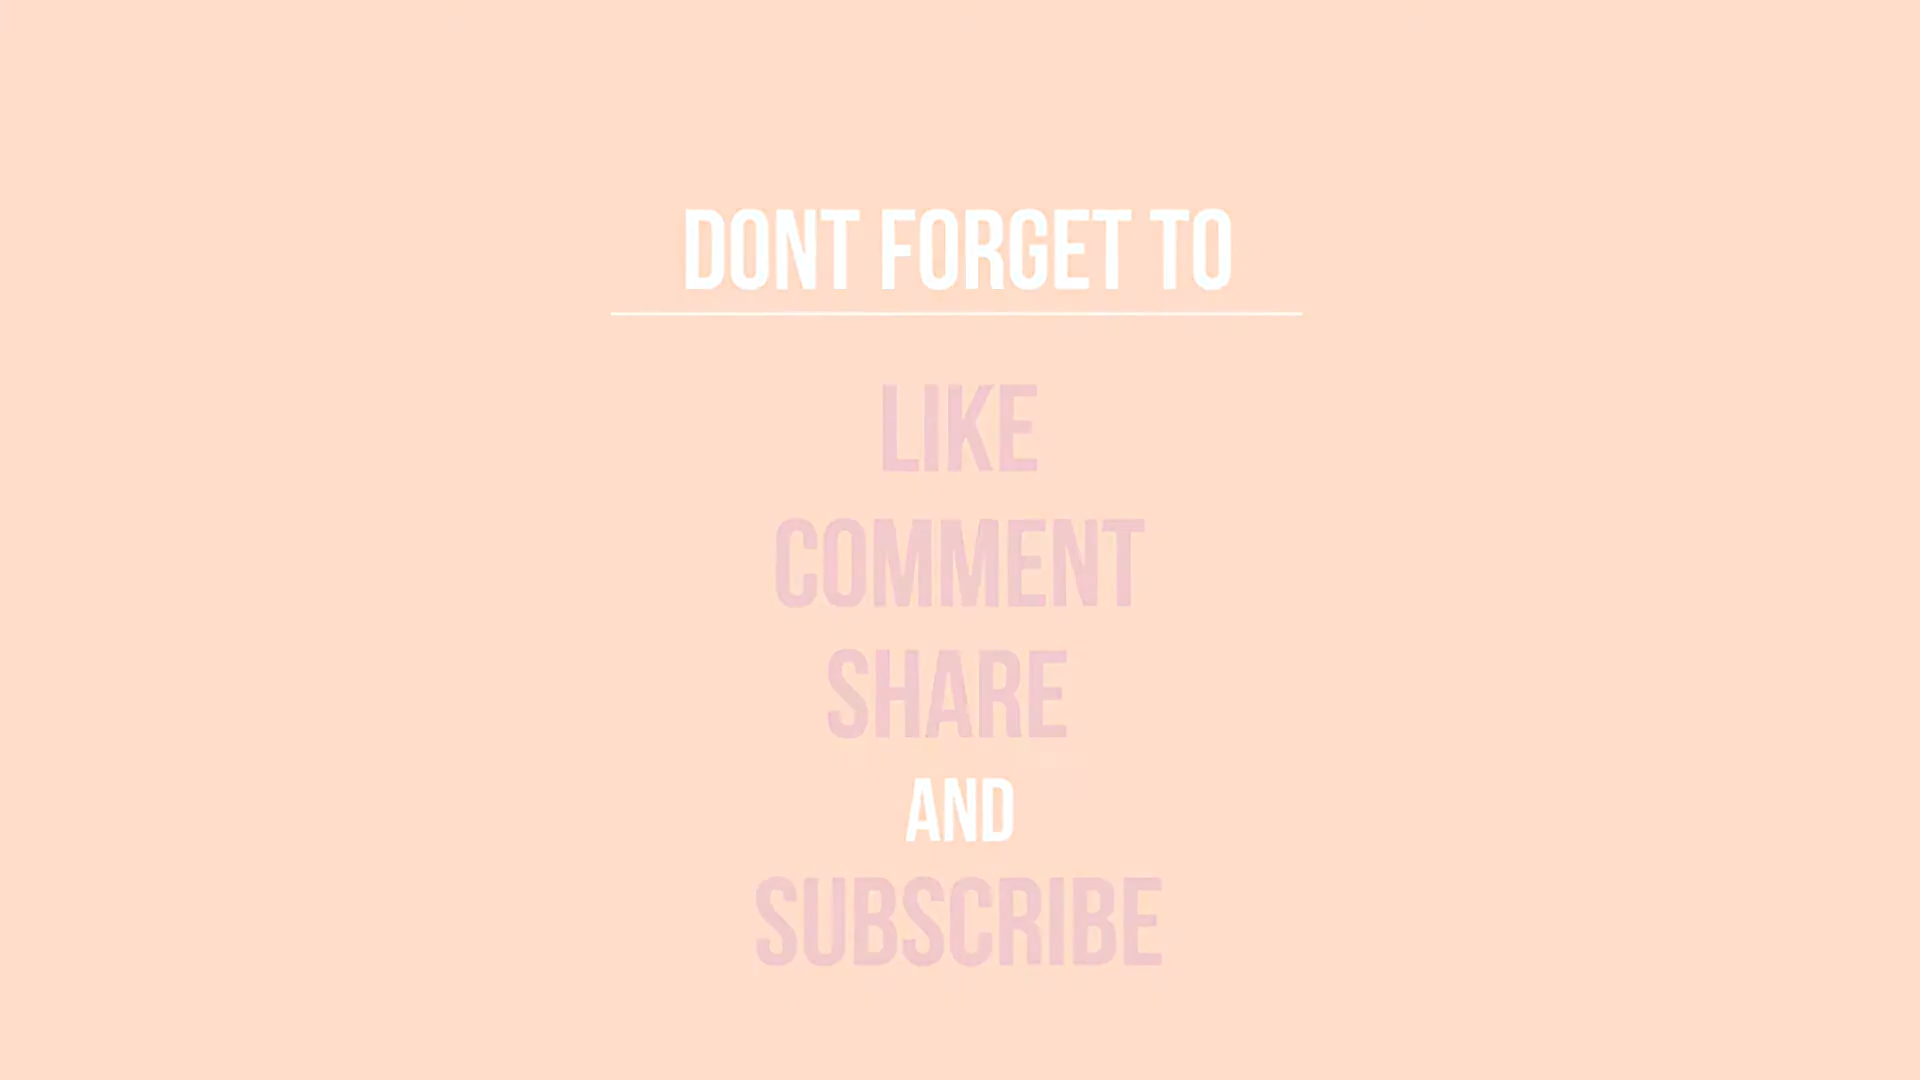 DONT FORGET TO
LIKE
COMMENT
SHARE
AND
SUBSCRIBE